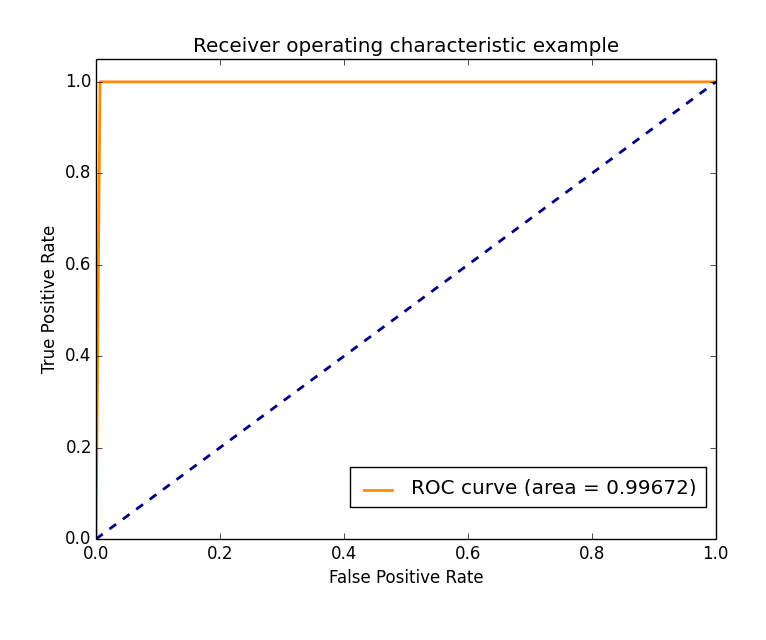 Receiver operating characteristic example
1.0
0.8
0.6
0.4
0.2
0.0
True Positive Rate
ROC curve (area = 0.99672)
0.0 0.2 0.4 0.6 0.8 1.0
False Positive Rate